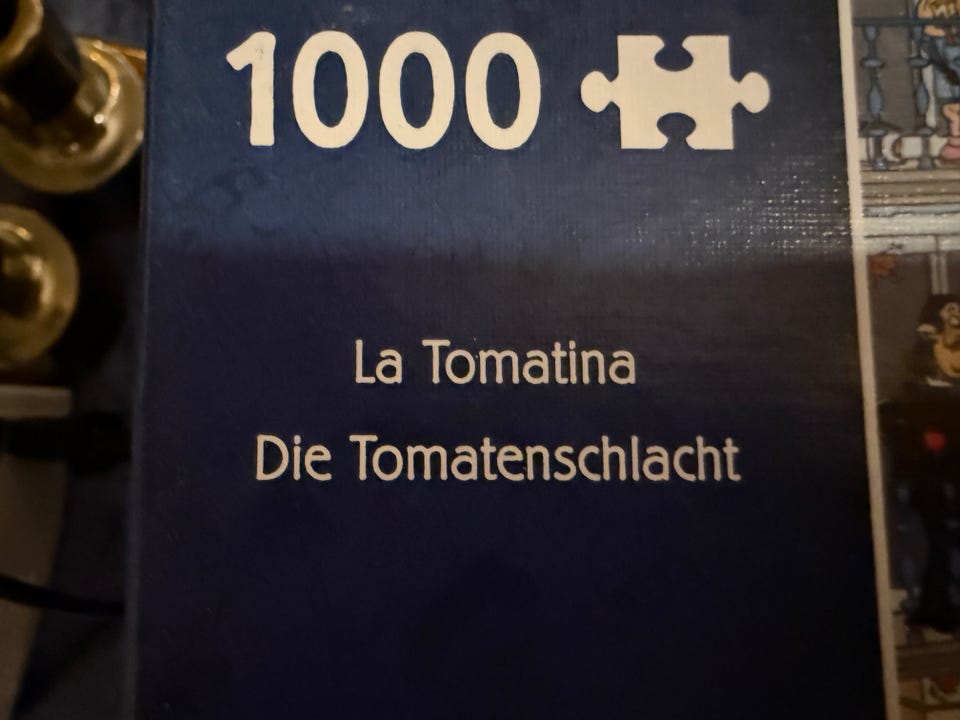 1000
La Tomatina
Die Tomatenschlacht